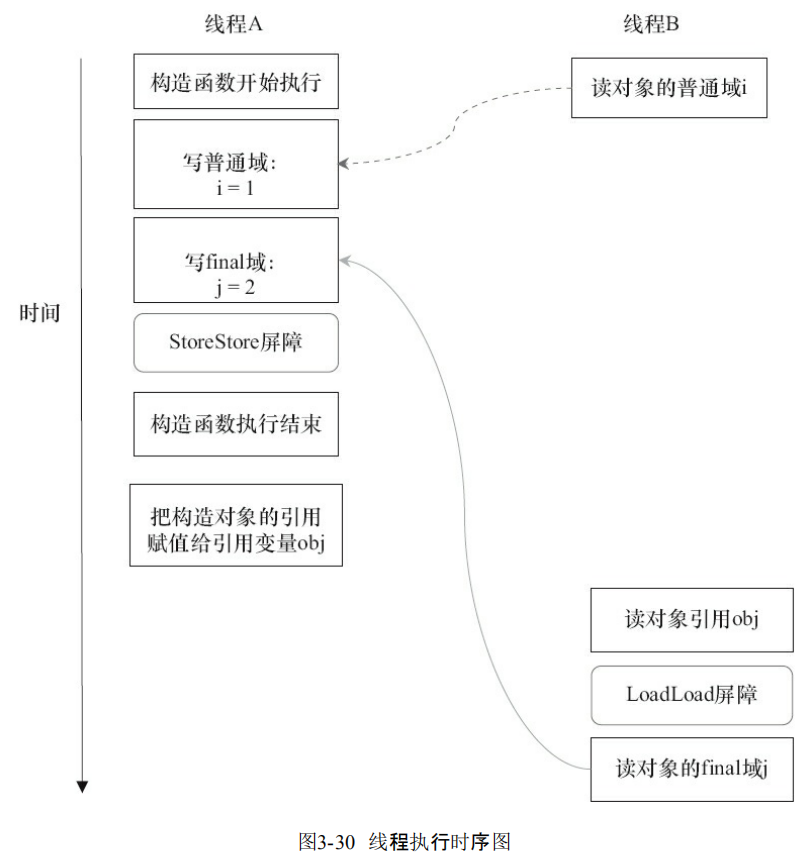 线程A
线程B
构造函数开始执行
读对象的普通域i
写普通域：
i = 1
写final域：
j = 2
时间
StoreStore屏障
构造函数执行结束
把构造对象的引用
赋值给引用变量obj
读对象引用obj
LoadLoad屏障
读对象的final域j
图3-30 线程执行时序图